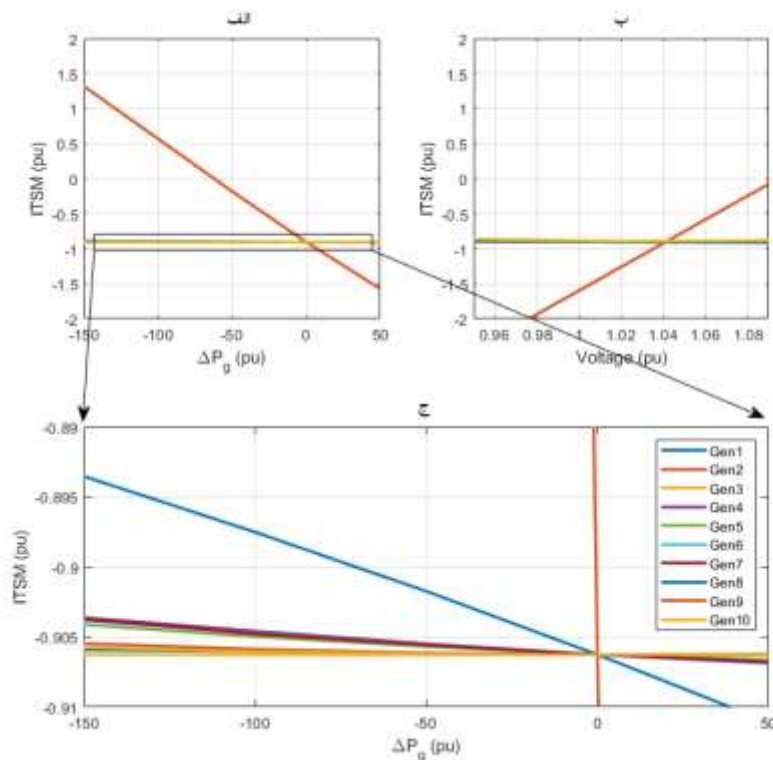 الف
ب
2
1.5
1
0.5
0
-0.5
-1
-1.5
-2
ITSM (pu)
-150
-100
-50
0
50
ΔPg (pu)
2
1.5
1
0.5
0
-0.5
-1
-1.5
-2
ITSM (pu)
0.96
0.98
1
1.02
1.04
1.06
1.08
Voltage (pu)
ج
-0.89
-0.895
-0.9
-0.905
-0.91
ITSM (pu)
Gen1
Gen2
Gen3
Gen4
Gen5
Gen6
Gen7
Gen8
Gen9
Gen10
-150
-100
-50
0
50
ΔPg (pu)